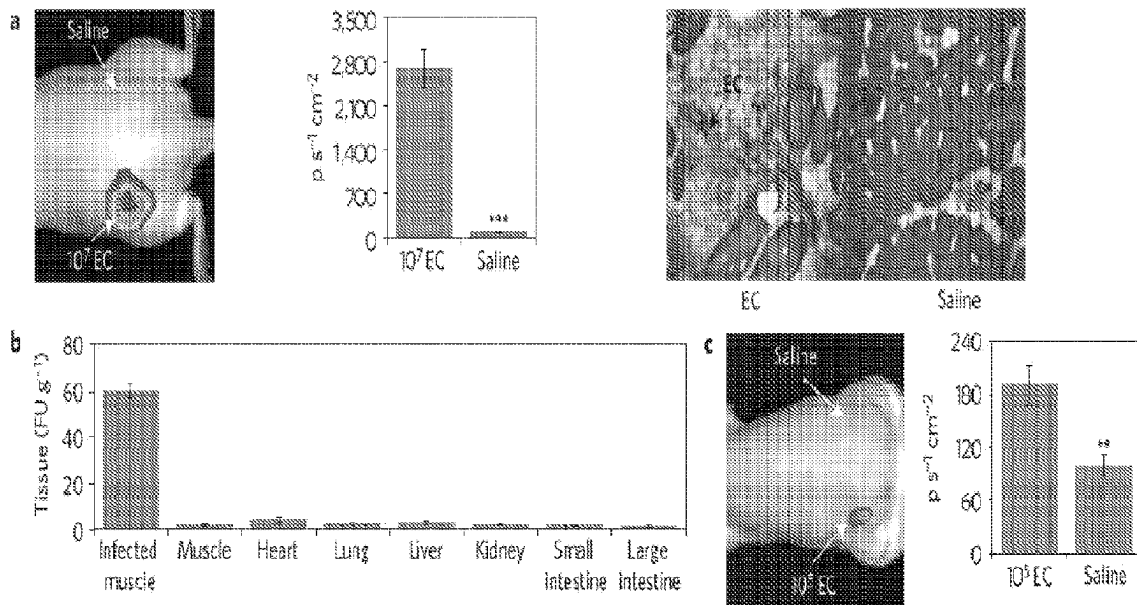 a
Saline
10⁷ EC
3,500
2,800
2,100
1,400
700
0
p s⁻¹ cm⁻²
***
10⁷ EC
Saline
EC
EC
Saline
b
80
60
40
20
0
Tissue (FU g⁻¹)
Infected muscle
Muscle
Heart
Lung
Liver
Kidney
Small Intestine
Large Intestine
c
Saline
EC
240
180
120
60
0
p s⁻¹ cm⁻²
**
10⁵ EC
Saline